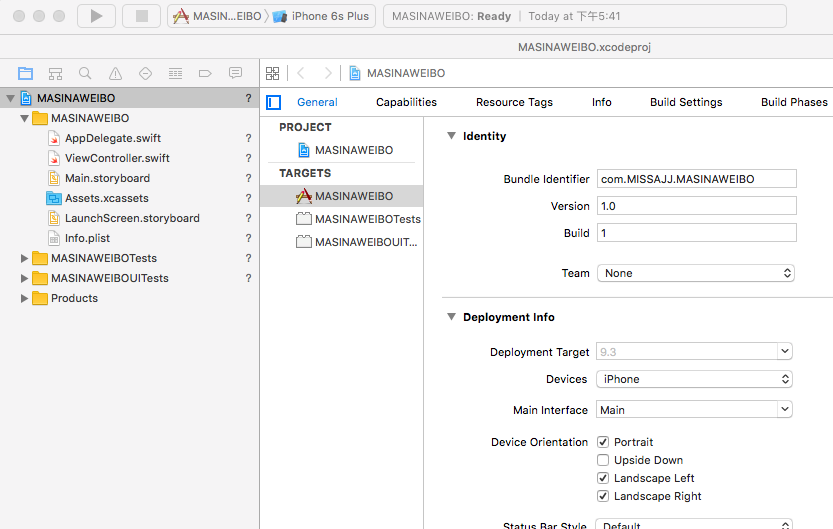 MASIN...EIBO iPhone 6s Plus
MASINAWEIBO: Ready | Today at 下午5:41
MASINAWEIBO.xcodeproj
MASINAWEIBO
MASINAWEIBO ?
MASINAWEIBO
AppDelegate.swift ?
ViewController.swift ?
Main.storyboard ?
Assets.xcassets ?
LaunchScreen.storyboard ?
Info.plist ?
MASINAWEIBOTests ?
MASINAWEIBOUITests ?
Products
General Capabilities Resource Tags Info Build Settings Build Phases
PROJECT
MASINAWEIBO
TARGETS
MASINAWEIBO
MASINAWEIBOTests
MASINAWEIBOUIT...
Identity
Bundle Identifier com.MISSAJJ.MASINAWEIBO
Version 1.0
Build 1
Team None
Deployment Info
Deployment Target 9.3
Devices iPhone
Main Interface Main
Device Orientation Portrait
Upside Down
Landscape Left
Landscape Right
Status Bar Style Default